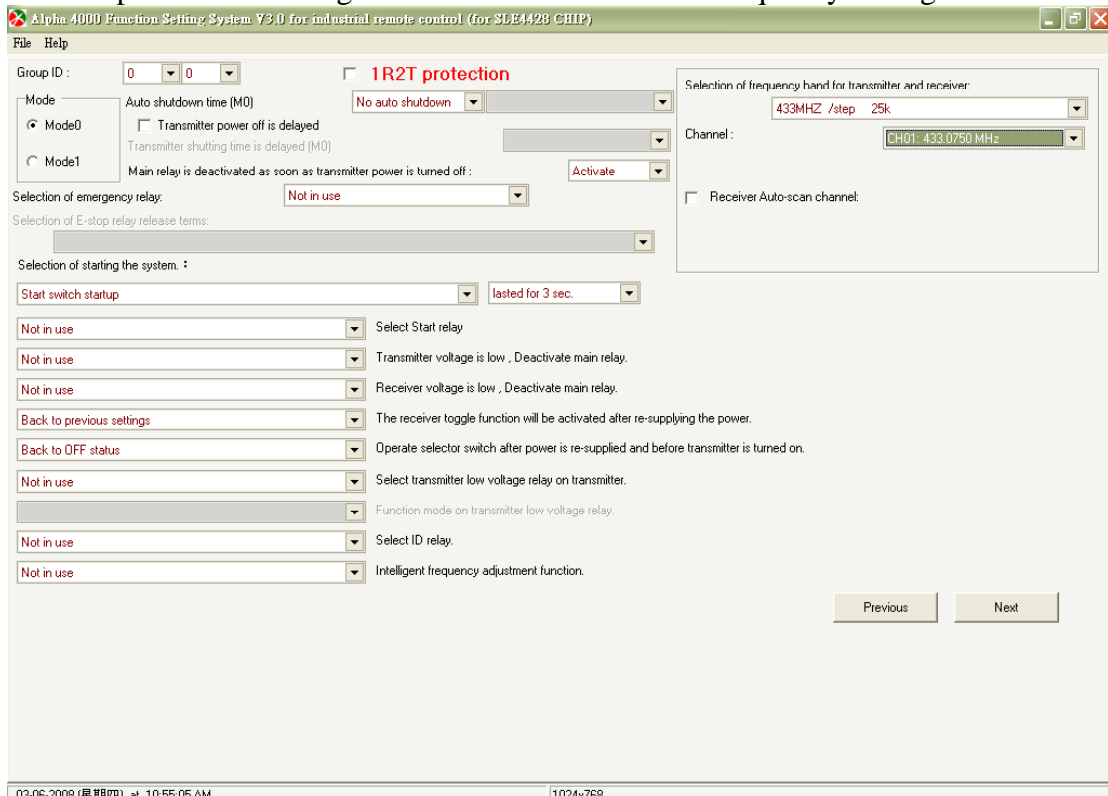 Alpha 4000 Function Setting System V3.0 for industrial remote control (for SLE4428 CHIP)
File Help
Group ID : 0 0 1R2T protection
Mode
Mode0
Mode1
Auto shutdown time (M0) No auto shutdown
Transmitter power off is delayed
Transmitter shutting time is delayed (M0)
Main relay is deactivated as soon as transmitter power is turned off : Activate
Selection of frequency band for transmitter and receiver:
433MHZ /step 25k
Channel : CH01: 433.0750 MHz
Receiver Auto-scan channel:
Selection of emergency relay: Not in use
Selection of E-stop relay release terms:
Selection of starting the system. :
Start switch startup lasted for 3 sec.
Not in use Select Start relay
Not in use Transmitter voltage is low , Deactivate main relay.
Not in use Receiver voltage is low , Deactivate main relay.
Back to previous settings The receiver toggle function will be activated after re-supplying the power.
Back to OFF status Operate selector switch after power is re-supplied and before transmitter is turned on.
Not in use Select transmitter low voltage relay on transmitter.
Function mode on transmitter low voltage relay.
Not in use Select ID relay.
Not in use Intelligent frequency adjustment function.
Previous Next
03-06-2008 (星期四) at 10:55:05 AM 1024x768